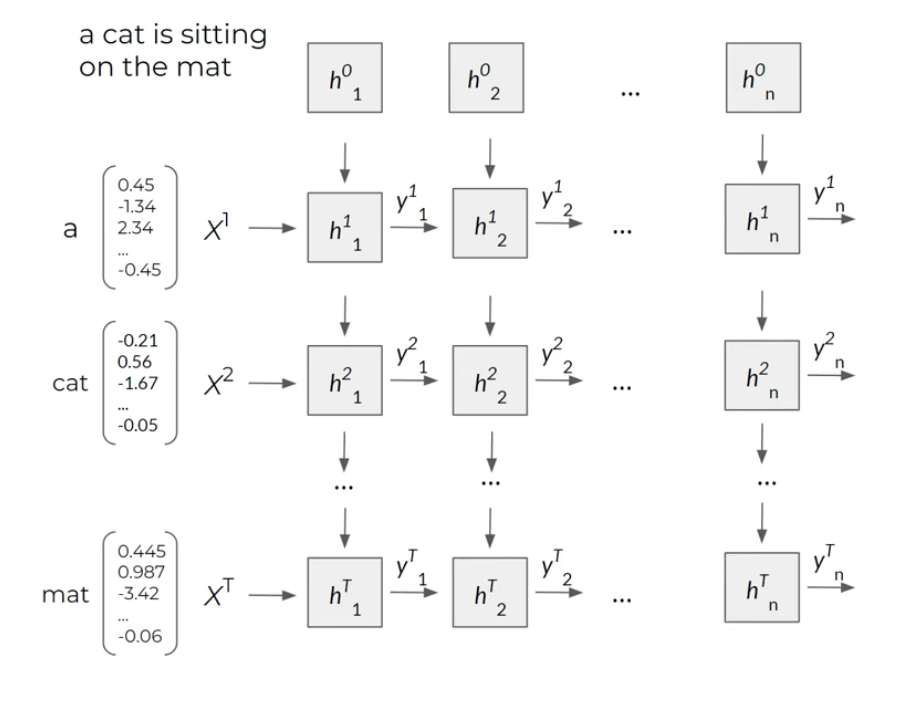 a cat is sitting
on the mat
h⁰₁ h⁰₂ ... h⁰ₙ
a
0.45
-1.34
2.34
...
-0.45
X¹ h¹₁ y¹₁ h¹₂ y¹₂ ... h¹ₙ y¹ₙ
cat
-0.21
0.56
-1.67
...
-0.05
X² h²₁ y²₁ h²₂ y²₂ ... h²ₙ y²ₙ
... ... ...
mat
0.445
0.987
-3.42
...
-0.06
Xᵀ hᵀ₁ yᵀ₁ hᵀ₂ yᵀ₂ ... hᵀₙ yᵀₙ